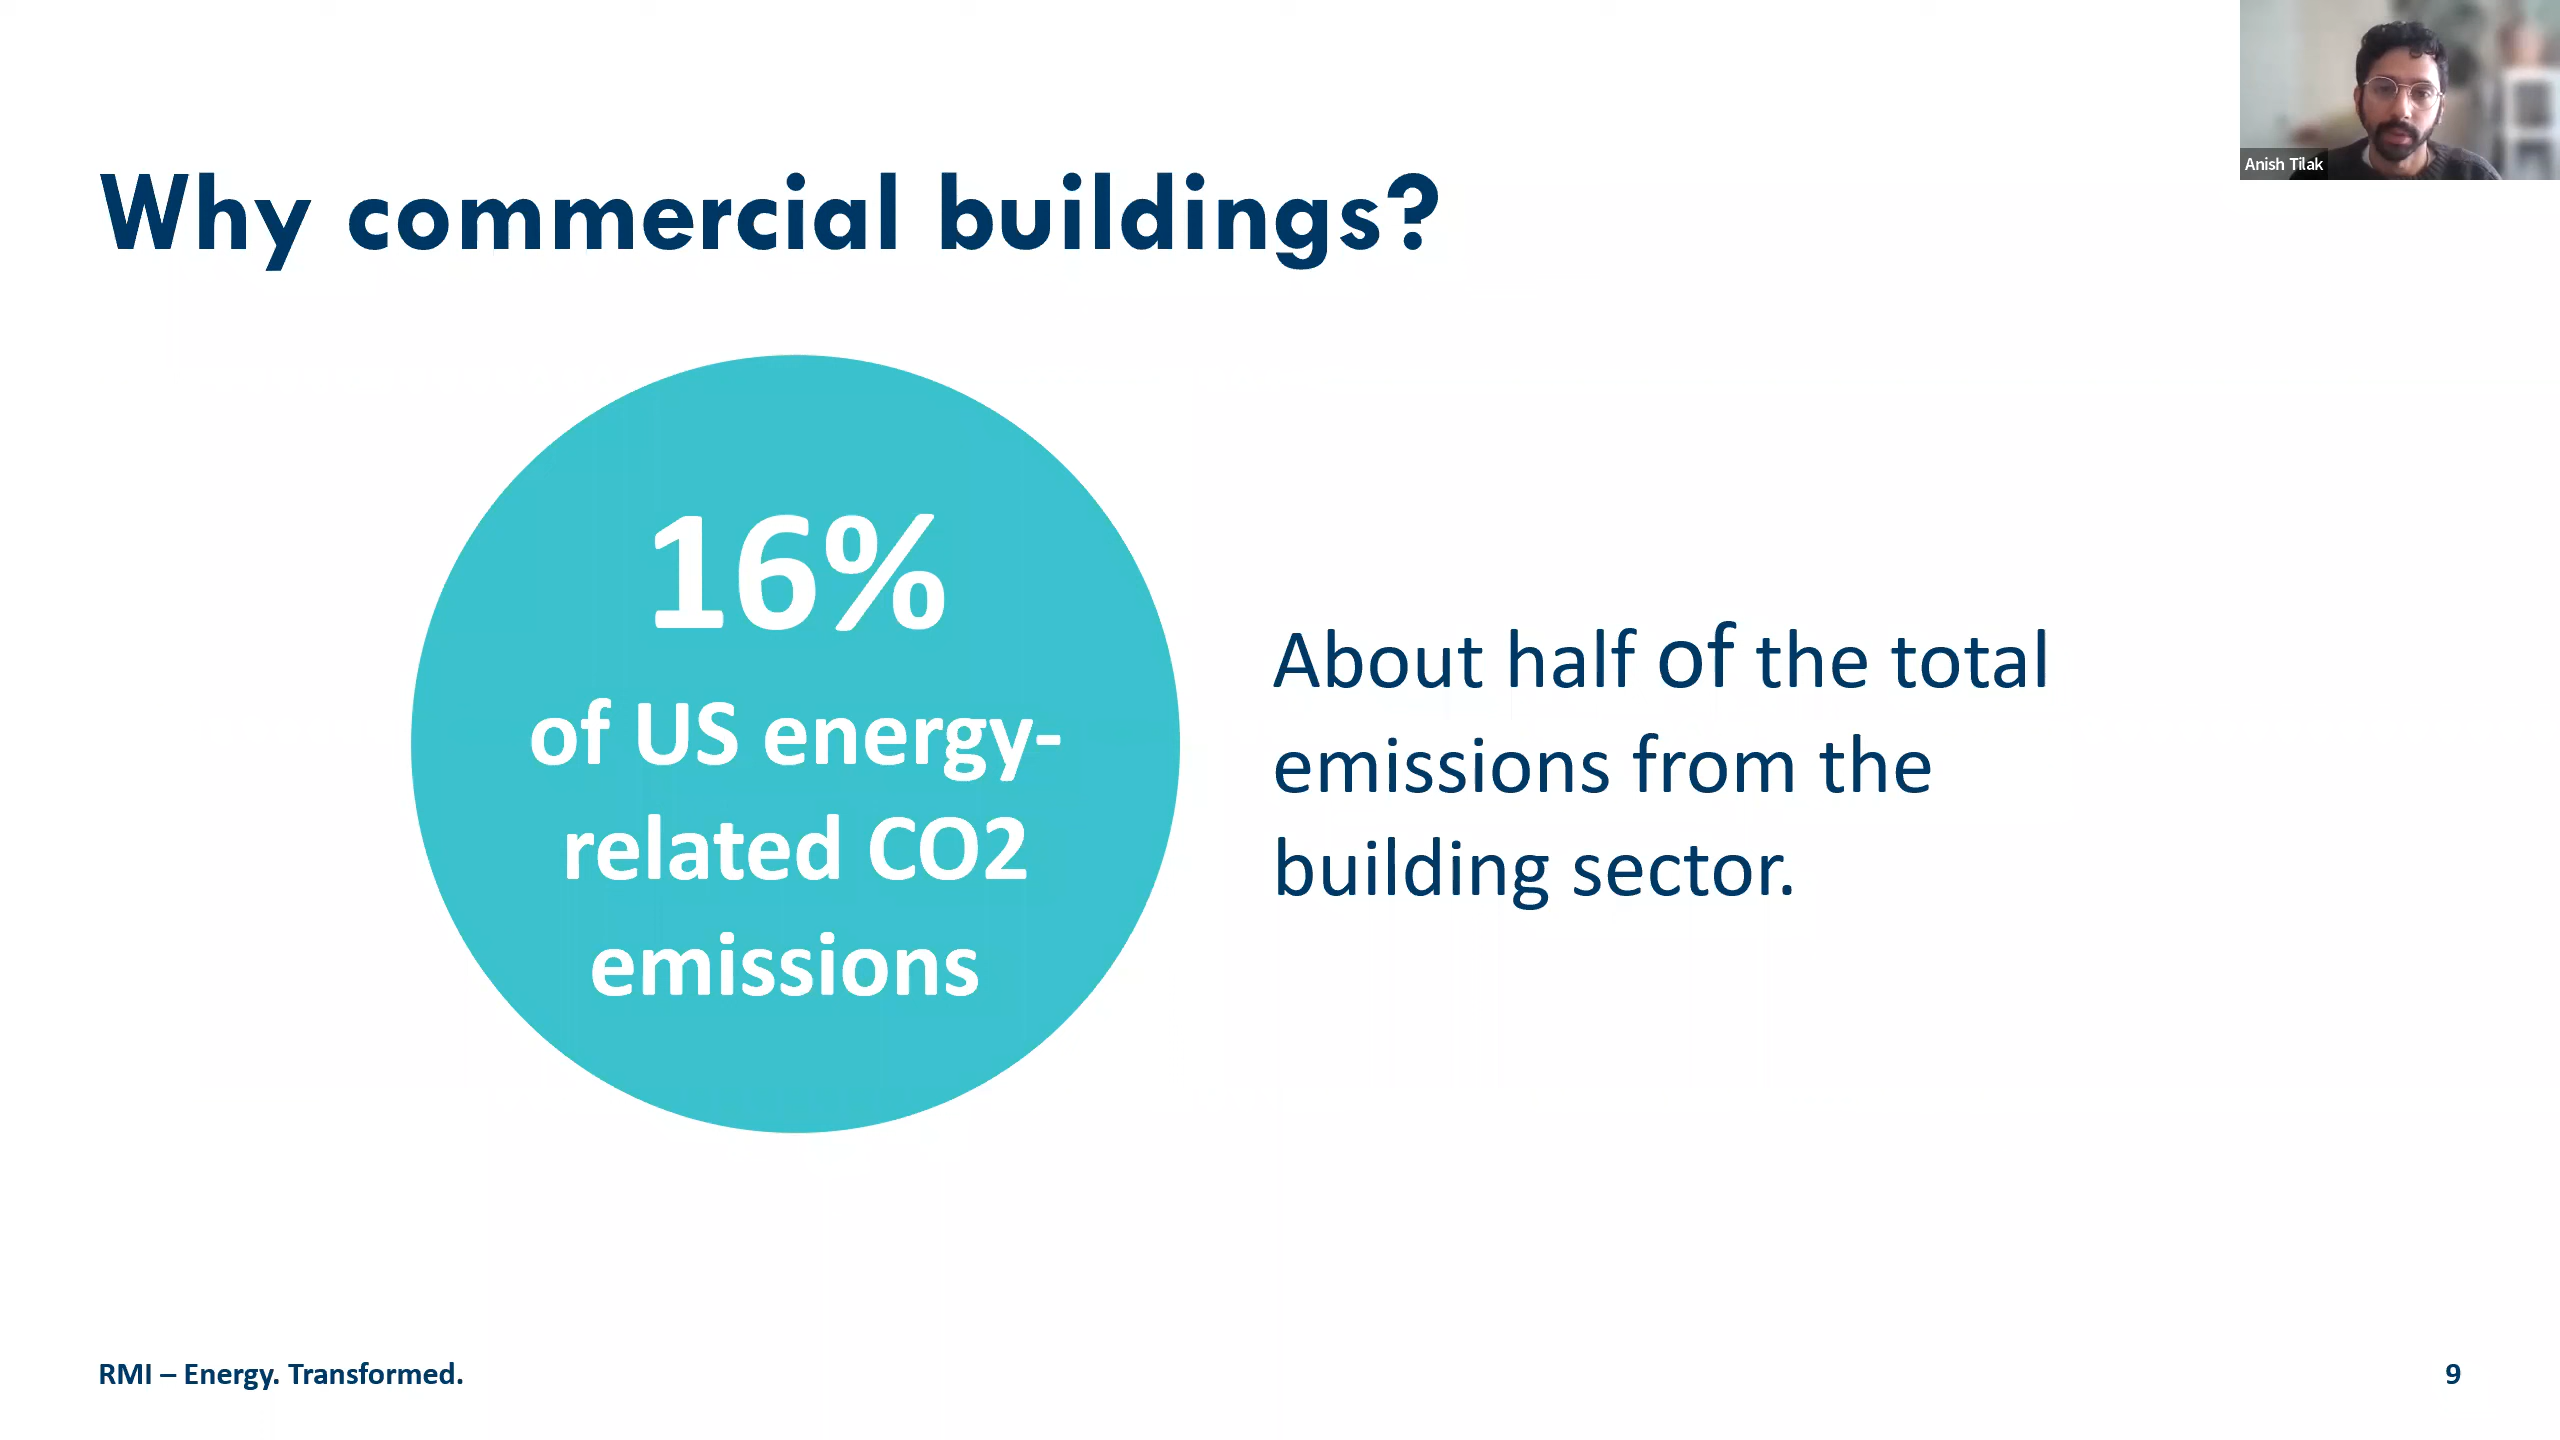 Anish Tilak
Why commercial buildings?
16%
of US energy-
related CO2
emissions
About half of the total
emissions from the
building sector.
RMI – Energy. Transformed.
9